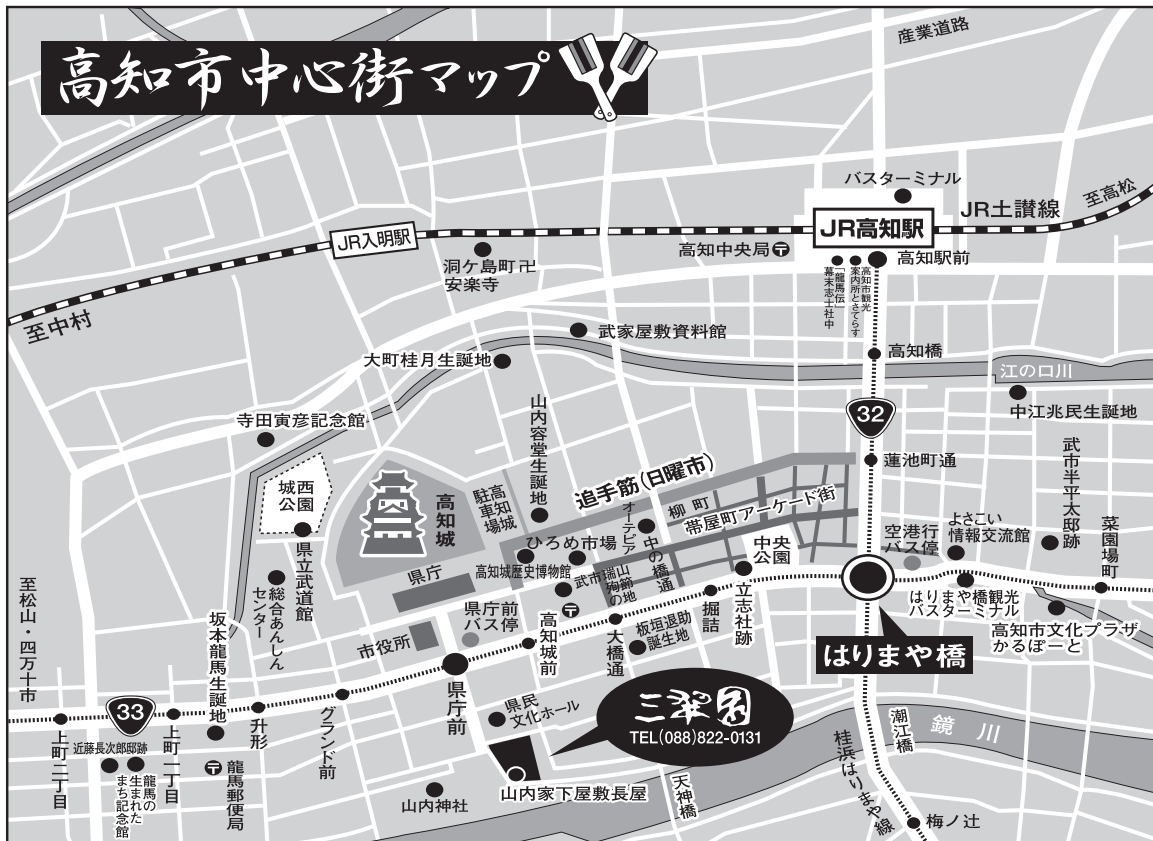 高知市中心街マップ
産業道路
バスターミナル
JR高知駅
JR土讃線
至高松
JR入明駅
高知中央局
高知駅前
洞ケ島町卍
安楽寺
「龍馬伝」
幕末志士社中
高知市観光
案内所とさてらす
至中村
武家屋敷資料館
高知橋
大町桂月生誕地
江の口川
中江兆民生誕地
32
寺田寅彦記念館
山内容堂生誕地
蓮池町通
武市半平太邸跡
追手筋(日曜市)
城西
公園
高知城
高知城
駐車場
柳町
帯屋町アーケード街
オーテピア
中の橋通
空港行
バス停
よさこい
情報交流館
菜園場町
ひろめ市場
中央
公園
県立武道館
高知城歴史博物館
県庁
武市瑞山
殉節の地
至松山・四万十市
総合あんしん
センター
はりまや橋観光
バスターミナル
高知市文化プラザ
かるぽーと
県庁前
バス停
高知城前
大橋通
板垣退助
誕生地
堀詰
立志社跡
坂本龍馬生誕地
市役所
はりまや橋
県庁前
県民
文化ホール
三翠園
TEL(088)822-0131
33
上町二丁目
上町一丁目
升形
グランド前
近藤長次郎邸跡
龍馬の
生まれた
まち記念館
龍馬郵便局
山内神社
山内家下屋敷長屋
天神橋
潮江橋
鏡川
桂浜はりまや線
梅ノ辻